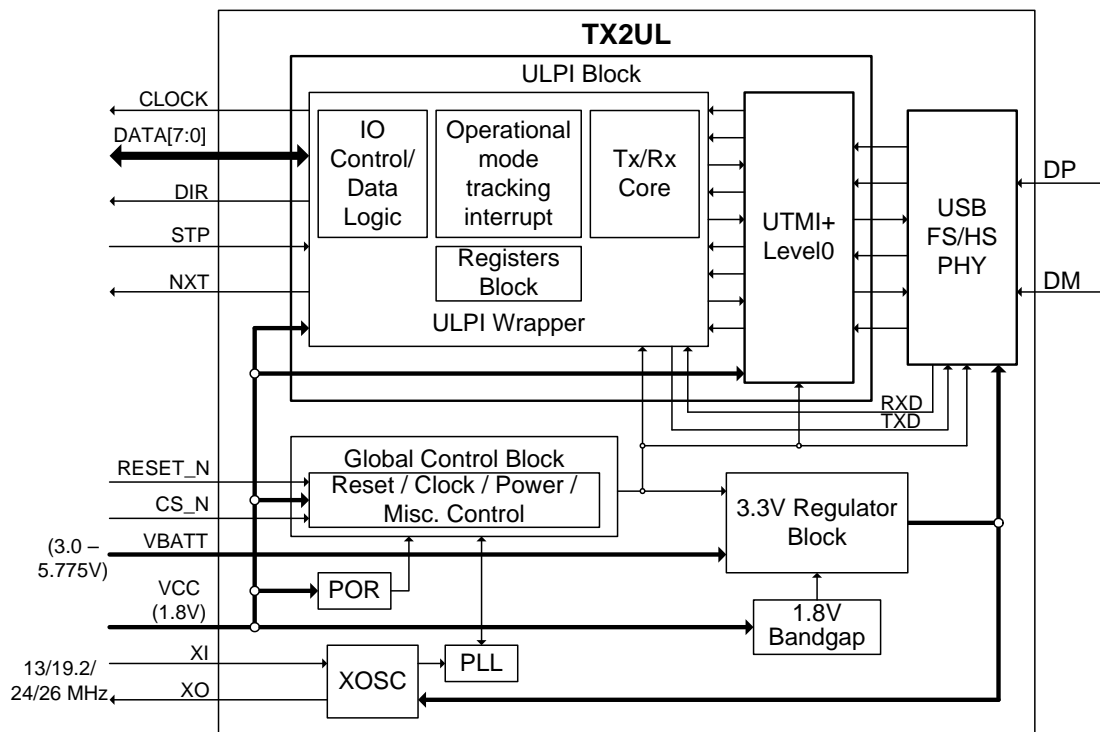 TX2UL
ULPI Block
CLOCK
DATA[7:0]
DIR
STP
NXT
IO
Control/
Data
Logic
Operational
mode
tracking
interrupt
Tx/Rx
Core
Registers
Block
ULPI Wrapper
UTMI+
Level0
USB
FS/HS
PHY
DP
DM
RXD
TXD
RESET_N
CS_N
VBATT
(3.0 –
5.775V)
VCC
(1.8V)
Global Control Block
Reset / Clock / Power /
Misc. Control
3.3V Regulator
Block
POR
1.8V
Bandgap
XI
13/19.2/
24/26 MHz
XO
XOSC
PLL